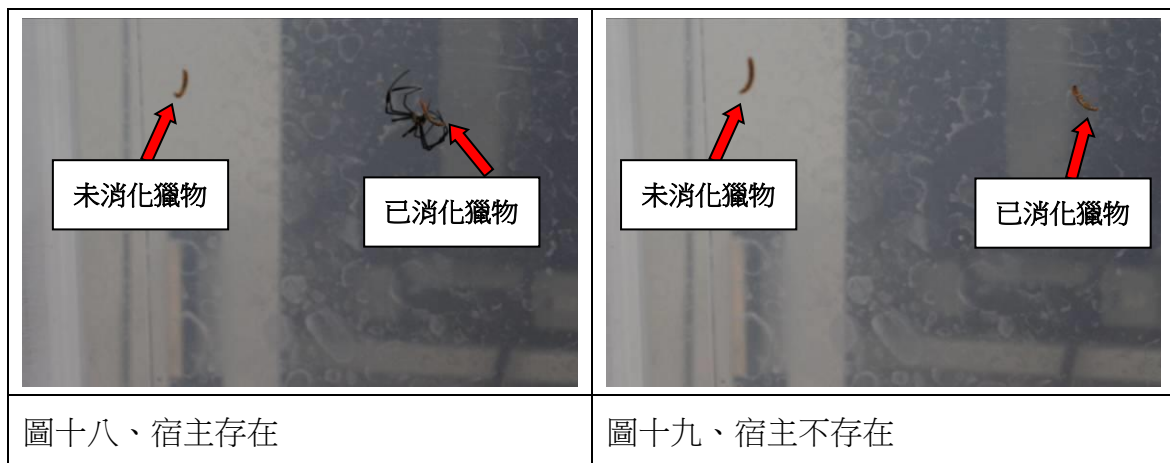 未消化獵物
已消化獵物
未消化獵物
已消化獵物
圖十八、宿主存在
圖十九、宿主不存在